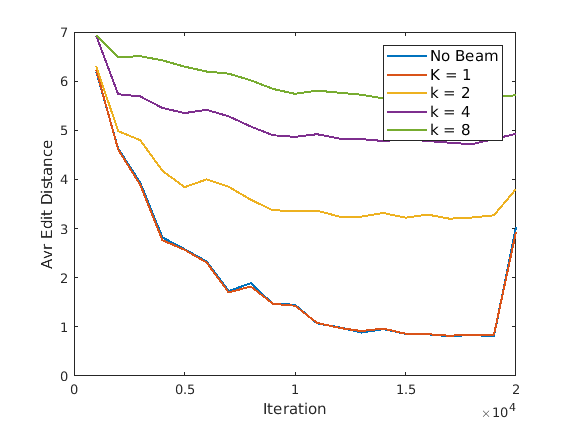 7
6
5
4
3
2
1
0
Avr Edit Distance
No Beam
K = 1
k = 2
k = 4
k = 8
0
0.5
1
1.5
2
×10^4
Iteration